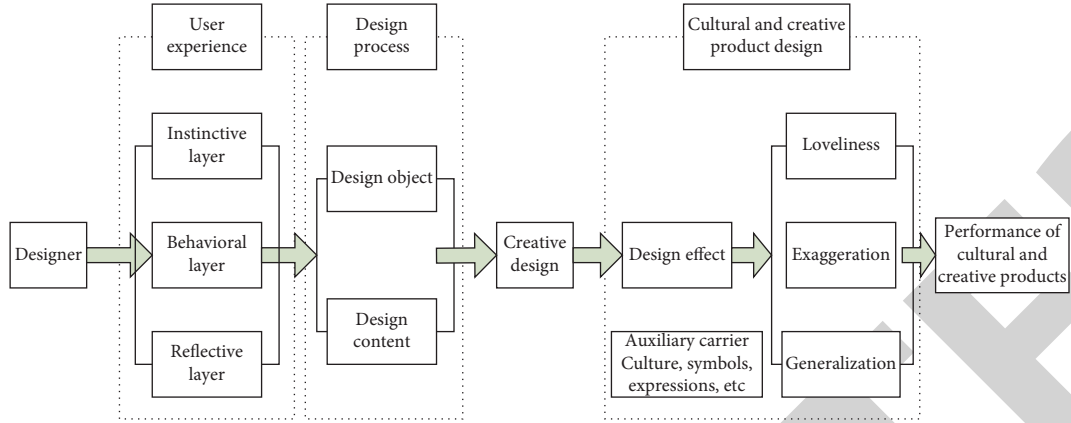 User
experience
Design
process
Cultural and creative
product design
Instinctive
layer
Behavioral
layer
Reflective
layer
Designer
Design object
Design
content
Creative
design
Design effect
Auxiliary carrier
Culture, symbols,
expressions, etc
Loveliness
Exaggeration
Generalization
Performance of
cultural and
creative products